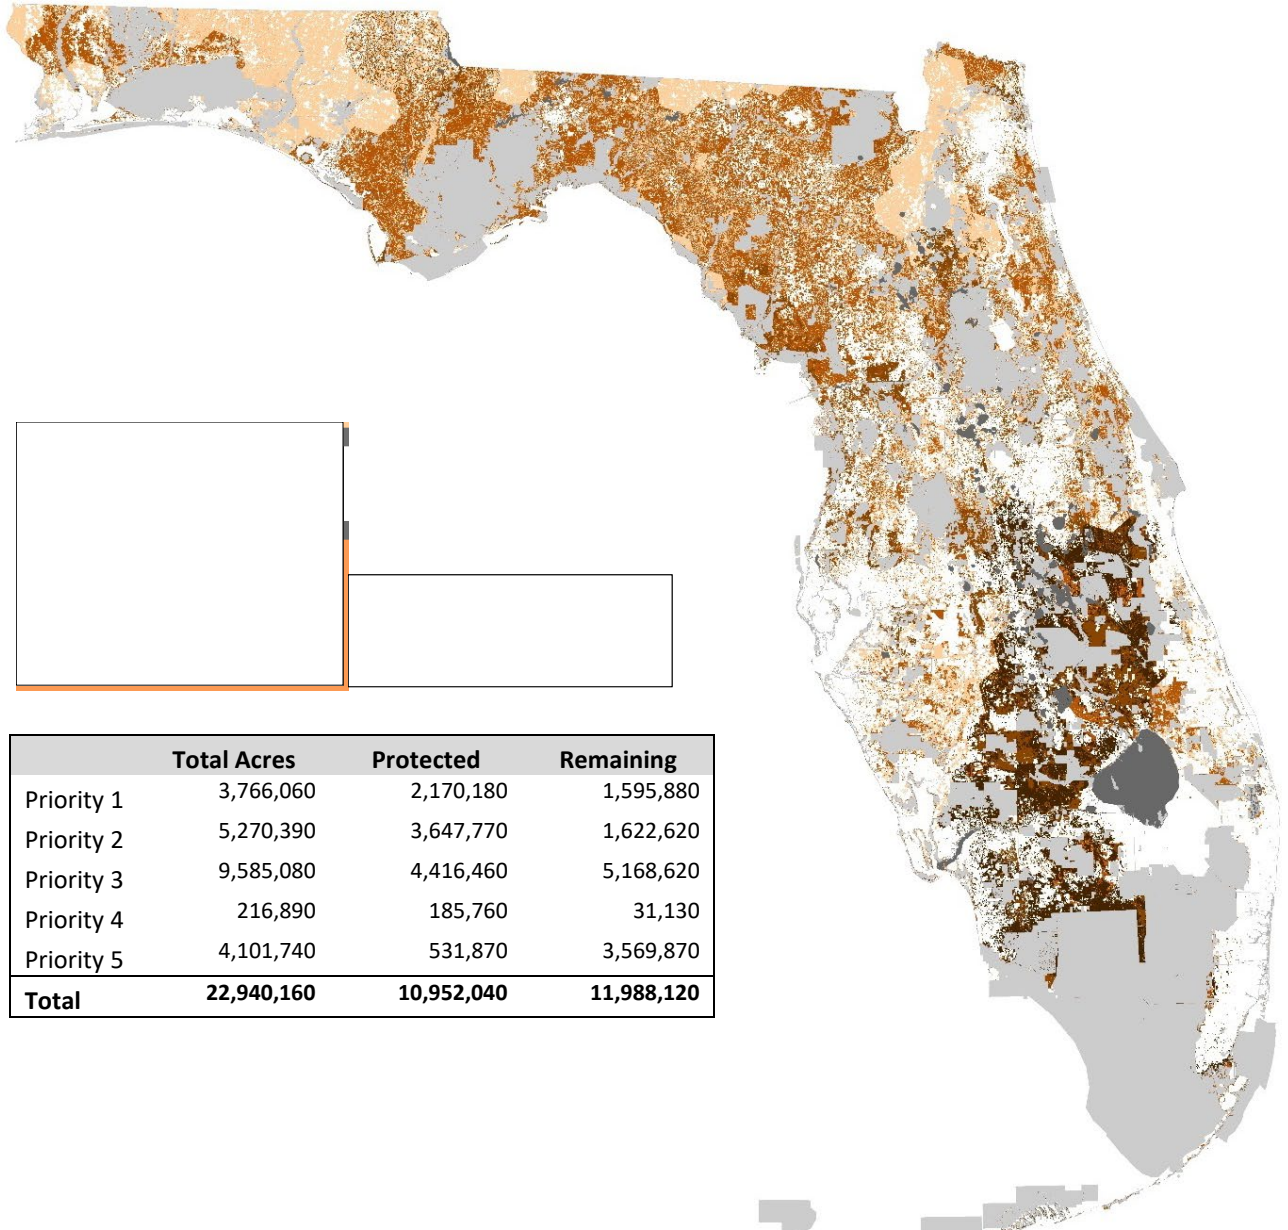 Total Acres Protected Remaining
Priority 1 3,766,060 2,170,180 1,595,880
Priority 2 5,270,390 3,647,770 1,622,620
Priority 3 9,585,080 4,416,460 5,168,620
Priority 4 216,890 185,760 31,130
Priority 5 4,101,740 531,870 3,569,870
Total 22,940,160 10,952,040 11,988,120